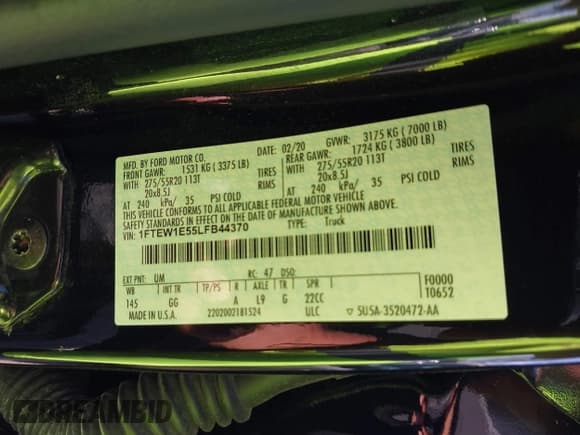 MFD. BY FORD MOTOR CO.
02/20 GVWR: 3175 KG ( 7000 LB)
FRONT GAWR: 1531 KG ( 3375 LB)
REAR GAWR: 1724 KG ( 3800 LB)
WITH 275/55R20 113T TIRES
WITH 275/55R20 113T TIRES
20x8.5J RIMS
20x8.5J RIMS
AT 240 kPa/ 35 PSI COLD
AT 240 kPa/ 35 PSI COLD
THIS VEHICLE CONFORMS TO ALL APPLICABLE FEDERAL MOTOR VEHICLE
SAFETY STANDARDS IN EFFECT ON THE DATE OF MANUFACTURE SHOWN ABOVE.
VIN: 1FTEW1E55LFB44370 TYPE: Truck
EXT PNT: UM RC: 47 DSO:
WB INT TR TP/PS R AXLE TR SPR
145 GG A L9 G 22CC
F0000
T0652
MADE IN U.S.A. 2202002181524 ULC ▽ 5U5A-3520472-AA
DREAMBID